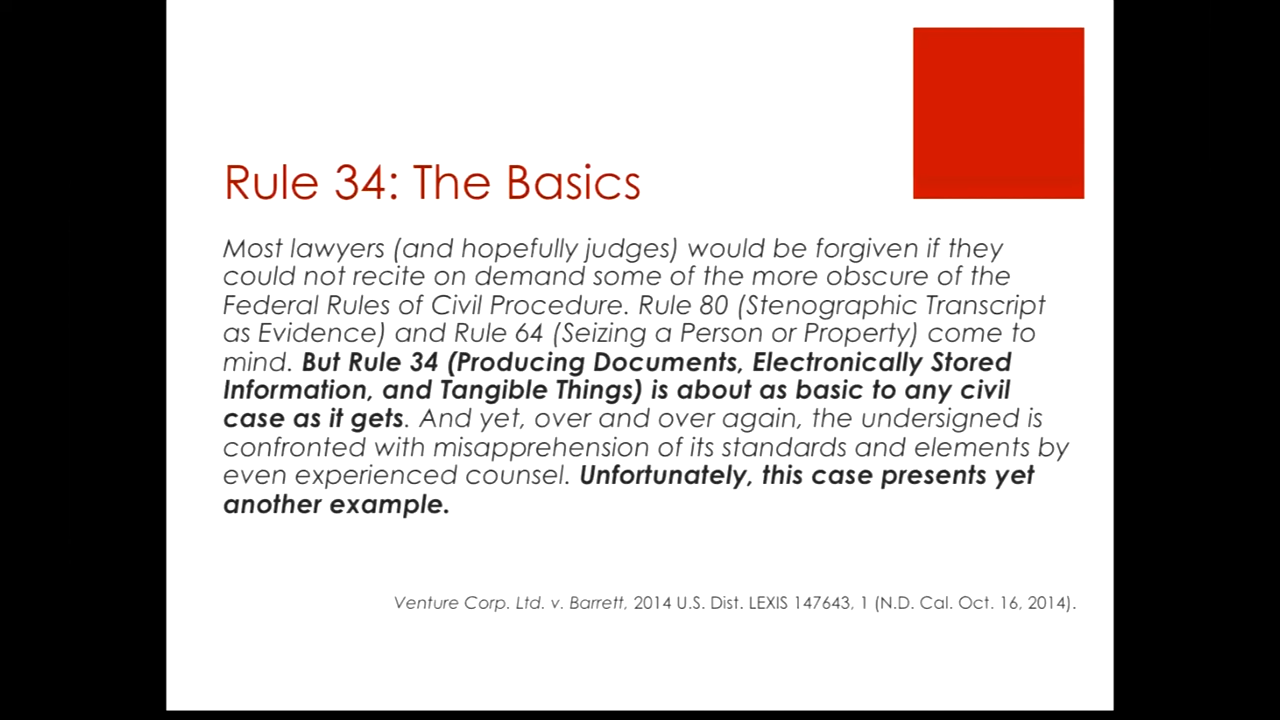 Rule 34: The Basics
Most lawyers (and hopefully judges) would be forgiven if they
could not recite on demand some of the more obscure of the
Federal Rules of Civil Procedure. Rule 80 (Stenographic Transcript
as Evidence) and Rule 64 (Seizing a Person or Property) come to
mind. But Rule 34 (Producing Documents, Electronically Stored
Information, and Tangible Things) is about as basic to any civil
case as it gets. And yet, over and over again, the undersigned is
confronted with misapprehension of its standards and elements by
even experienced counsel. Unfortunately, this case presents yet
another example.
Venture Corp. Ltd. v. Barrett, 2014 U.S. Dist. LEXIS 147643, 1 (N.D. Cal. Oct. 16, 2014).